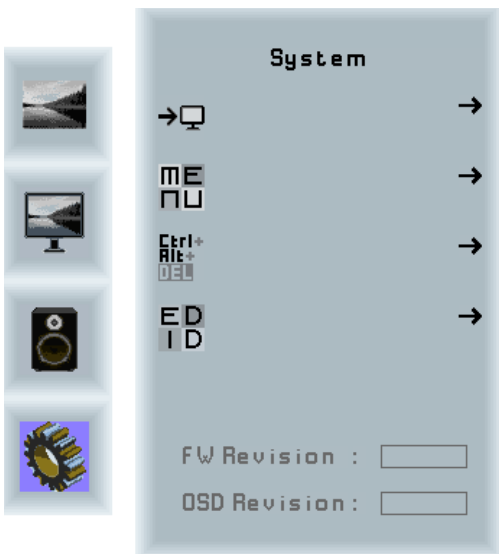 System
ME
NU
Ctrl+
Alt+
DEL
ED
ID
FW Revision :
OSD Revision :